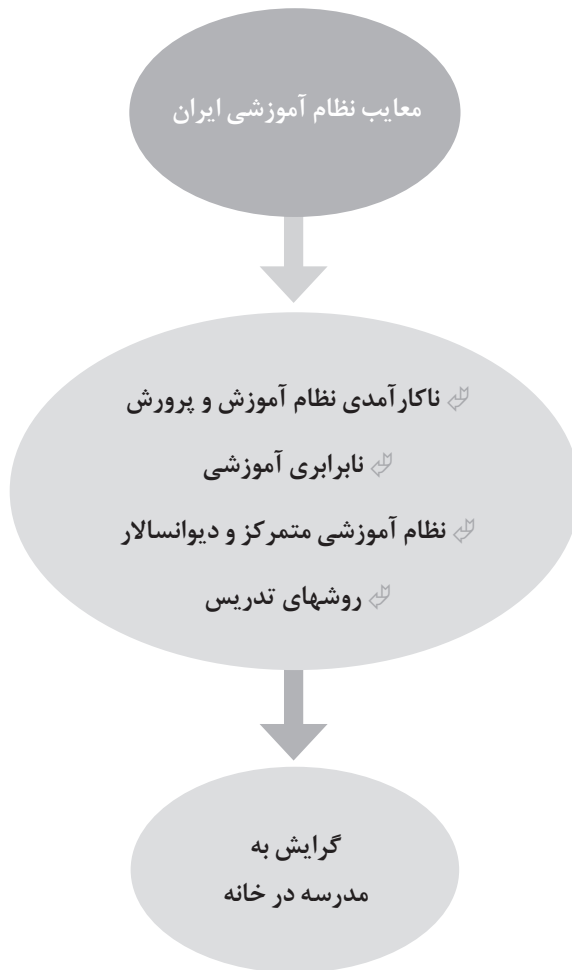 معایب نظام آموزشی ایران
ناکارآمدی نظام آموزش و پرورش
نابرابری آموزشی
نظام آموزشی متمرکز و دیوانسالار
روشهای تدریس
گرایش به
مدرسه در خانه